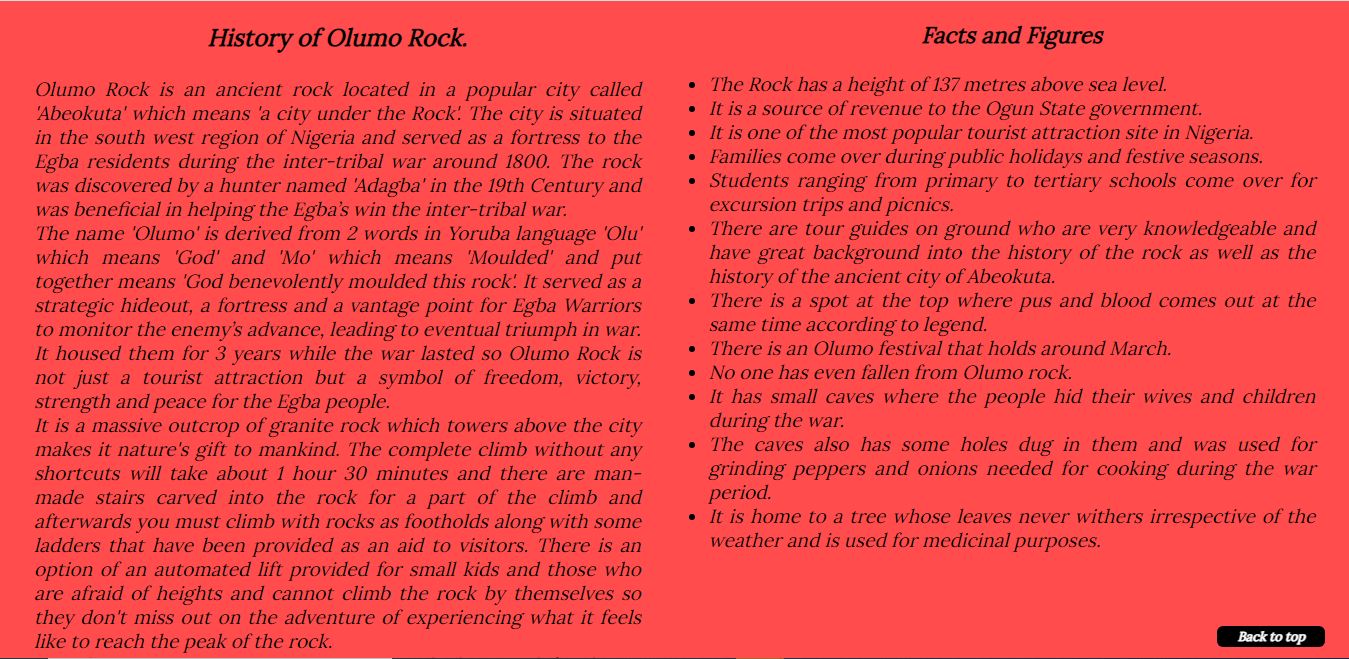 History of Olumo Rock.
Olumo Rock is an ancient rock located in a popular city called
'Abeokuta' which means 'a city under the Rock'. The city is situated
in the south west region of Nigeria and served as a fortress to the
Egba residents during the inter-tribal war around 1800. The rock
was discovered by a hunter named 'Adagba' in the 19th Century and
was beneficial in helping the Egba's win the inter-tribal war.
The name 'Olumo' is derived from 2 words in Yoruba language 'Olu'
which means 'God' and 'Mo' which means 'Moulded' and put
together means 'God benevolently moulded this rock'. It served as a
strategic hideout, a fortress and a vantage point for Egba Warriors
to monitor the enemy's advance, leading to eventual triumph in war.
It housed them for 3 years while the war lasted so Olumo Rock is
not just a tourist attraction but a symbol of freedom, victory,
strength and peace for the Egba people.
It is a massive outcrop of granite rock which towers above the city
makes it nature's gift to mankind. The complete climb without any
shortcuts will take about 1 hour 30 minutes and there are man-
made stairs carved into the rock for a part of the climb and
afterwards you must climb with rocks as footholds along with some
ladders that have been provided as an aid to visitors. There is an
option of an automated lift provided for small kids and those who
are afraid of heights and cannot climb the rock by themselves so
they don't miss out on the adventure of experiencing what it feels
like to reach the peak of the rock.
Facts and Figures
• The Rock has a height of 137 metres above sea level.
• It is a source of revenue to the Ogun State government.
• It is one of the most popular tourist attraction site in Nigeria.
• Families come over during public holidays and festive seasons.
• Students ranging from primary to tertiary schools come over for
excursion trips and picnics.
• There are tour guides on ground who are very knowledgeable and
have great background into the history of the rock as well as the
history of the ancient city of Abeokuta.
• There is a spot at the top where pus and blood comes out at the
same time according to legend.
• There is an Olumo festival that holds around March.
• No one has even fallen from Olumo rock.
• It has small caves where the people hid their wives and children
during the war.
• The caves also has some holes dug in them and was used for
grinding peppers and onions needed for cooking during the war
period.
• It is home to a tree whose leaves never withers irrespective of the
weather and is used for medicinal purposes.
Back to top